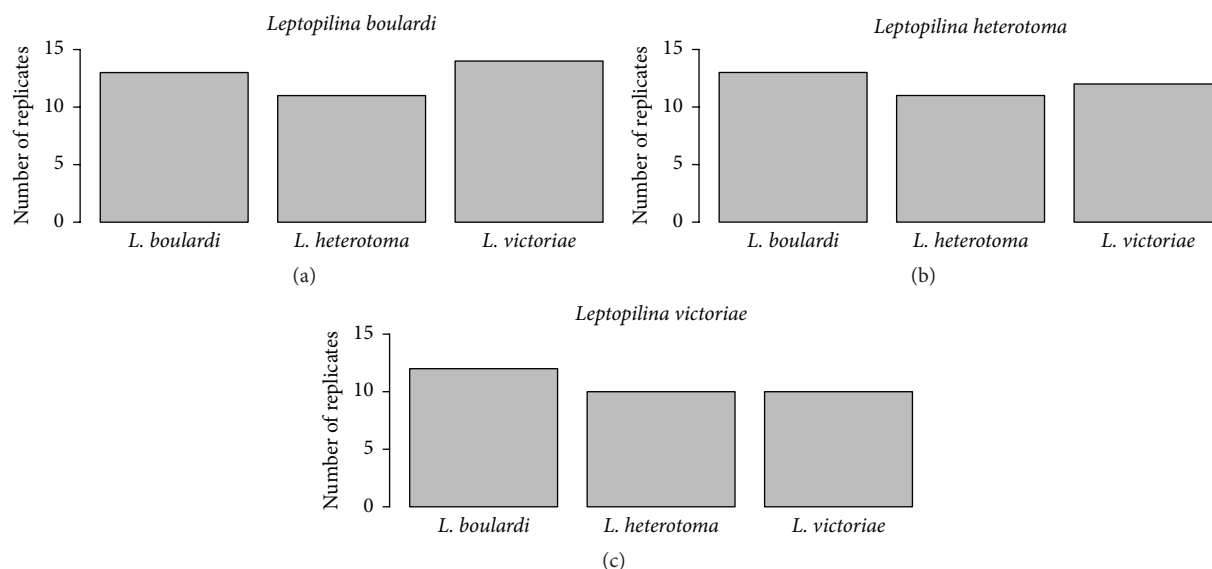 Leptopilina boulardi
Number of replicates
15
10
5
0
L. boulardi
L. heterotoma
L. victoriae
(a)
Leptopilina heterotoma
Number of replicates
15
10
5
0
L. boulardi
L. heterotoma
L. victoriae
(b)
Leptopilina victoriae
Number of replicates
15
10
5
0
L. boulardi
L. heterotoma
L. victoriae
(c)